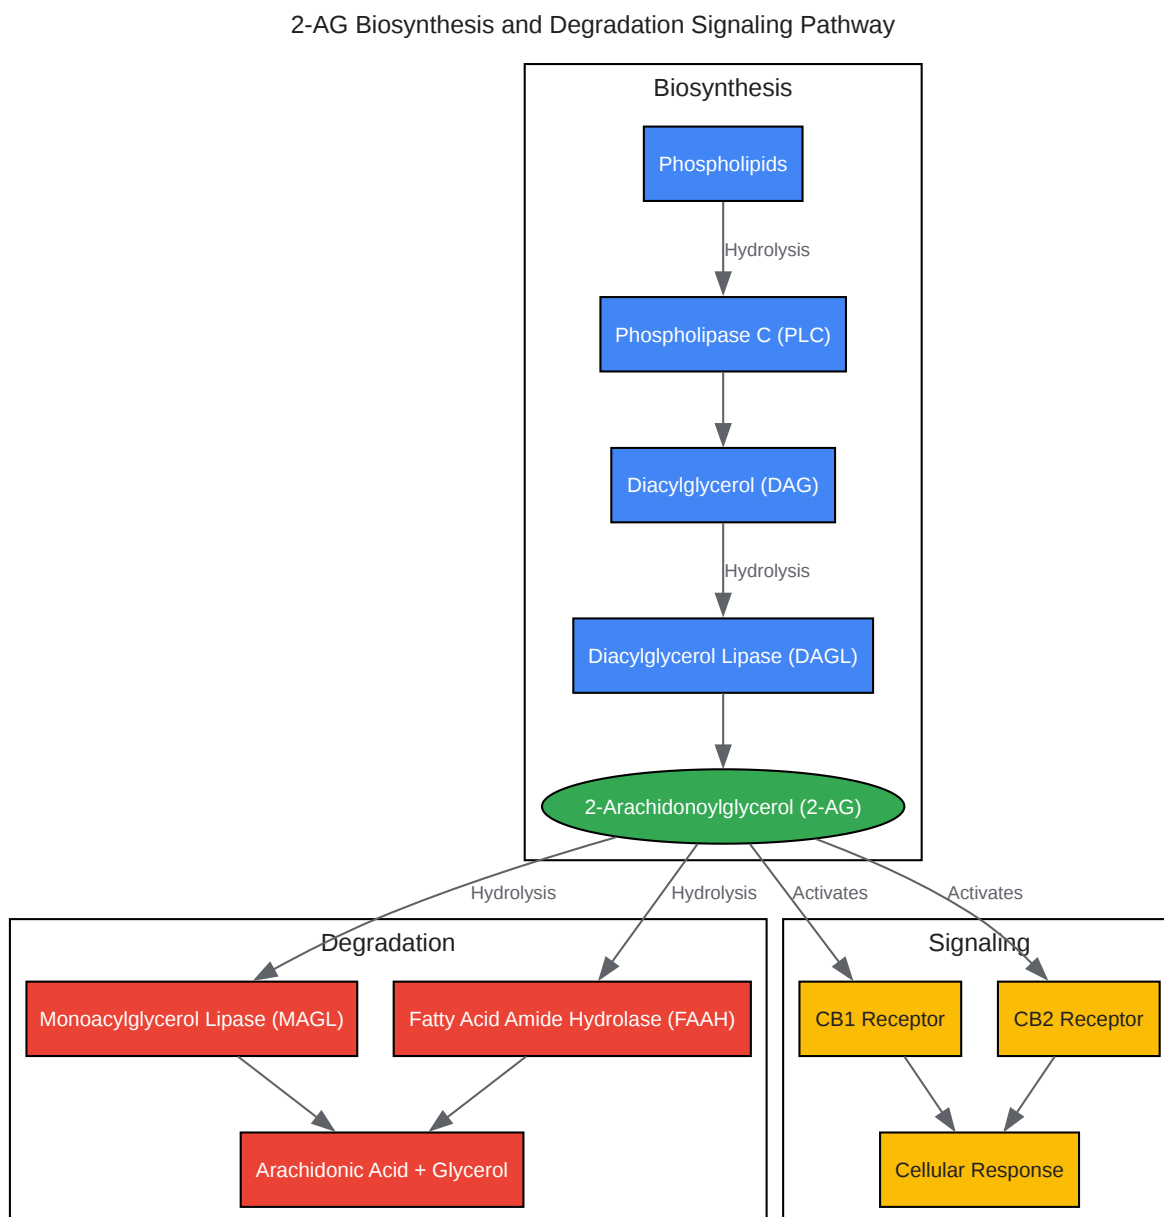 2-AG Biosynthesis and Degradation Signaling Pathway
Biosynthesis
Phospholipids
Hydrolysis
Phospholipase C (PLC)
Diacylglycerol (DAG)
Hydrolysis
Diacylglycerol Lipase (DAGL)
2-Arachidonoylglycerol (2-AG)
Hydrolysis
Hydrolysis
Activates
Activates
Degradation
Signaling
Monoacylglycerol Lipase (MAGL)
Fatty Acid Amide Hydrolase (FAAH)
CB1 Receptor
CB2 Receptor
Arachidonic Acid + Glycerol
Cellular Response